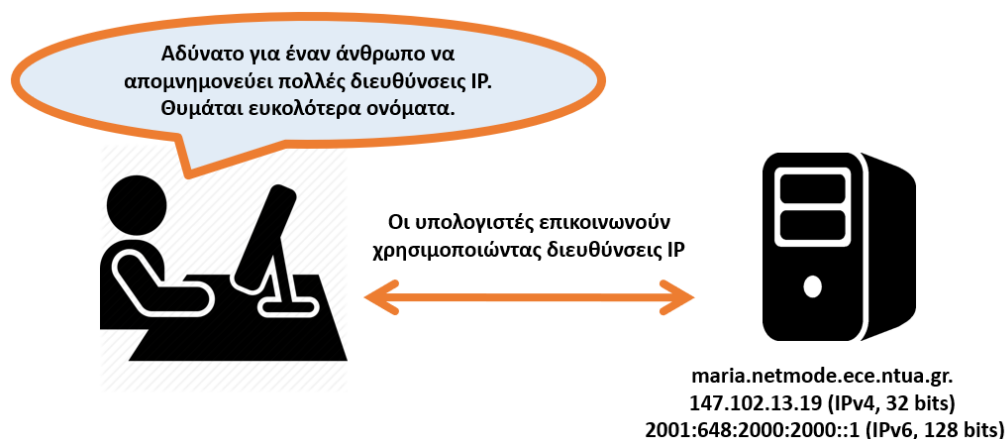 Αδύνατο για έναν άνθρωπο να
απομνημονεύει πολλές διευθύνσεις IP.
Θυμάται ευκολότερα ονόματα.
Οι υπολογιστές επικοινωνούν
χρησιμοποιώντας διευθύνσεις IP
maria.netmode.ece.ntua.gr.
147.102.13.19 (IPv4, 32 bits)
2001:648:2000:2000::1 (IPv6, 128 bits)